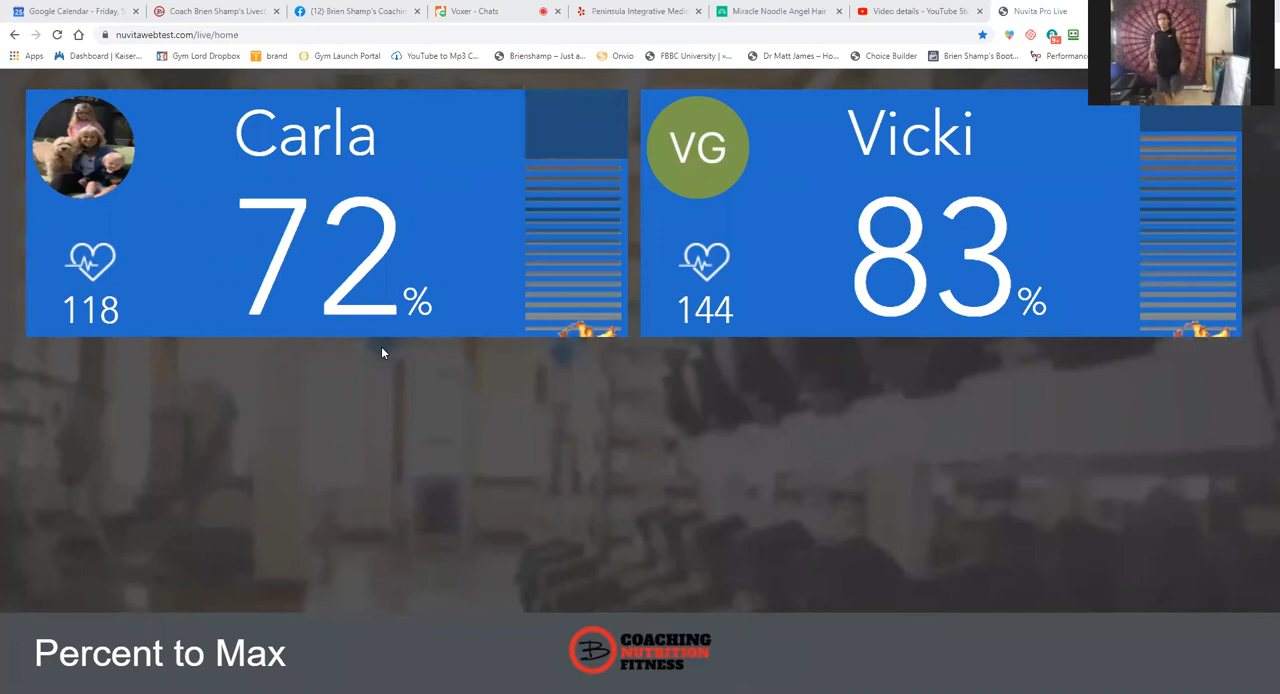 Google Calendar - Friday, S
Coach Brien Shamp's Livest
(12) Brien Shamp's Coachin
Voxer - Chats
Peninsula Integrative Medi
Miracle Noodle Angel Hair
Video details - YouTube St
Nuvita Pro Live
nuvitawebtest.com/live/home
Apps
Dashboard | Kaiser...
Gym Lord Dropbox
brand
Gym Launch Portal
YouTube to Mp3 C...
Brienshamp – Just a...
Onvio
FBBC University | »...
Dr Matt James – Ho...
Choice Builder
Brien Shamp's Boot...
Performance
Carla
72%
118
VG
Vicki
83%
144
Percent to Max
B COACHING
NUTRITION
FITNESS